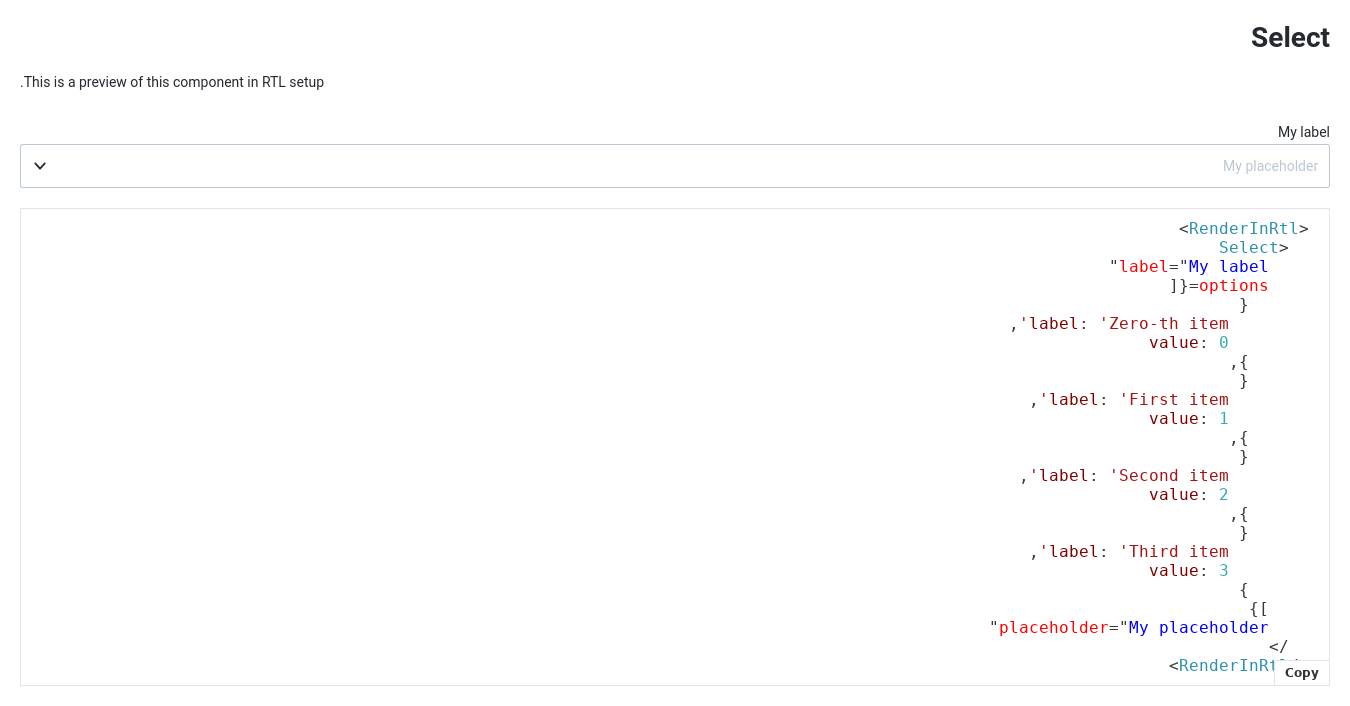 Select
.This is a preview of this component in RTL setup
My label
My placeholder
<RenderInRtl>
Select>
"label="My label
]}=options
}
,'label: 'Zero-th item
value: 0
,{
}
,'label: 'First item
value: 1
,{
}
,'label: 'Second item
value: 2
,{
}
,'label: 'Third item
value: 3
{
{[
"placeholder="My placeholder
</
<RenderInRtl/
Copy